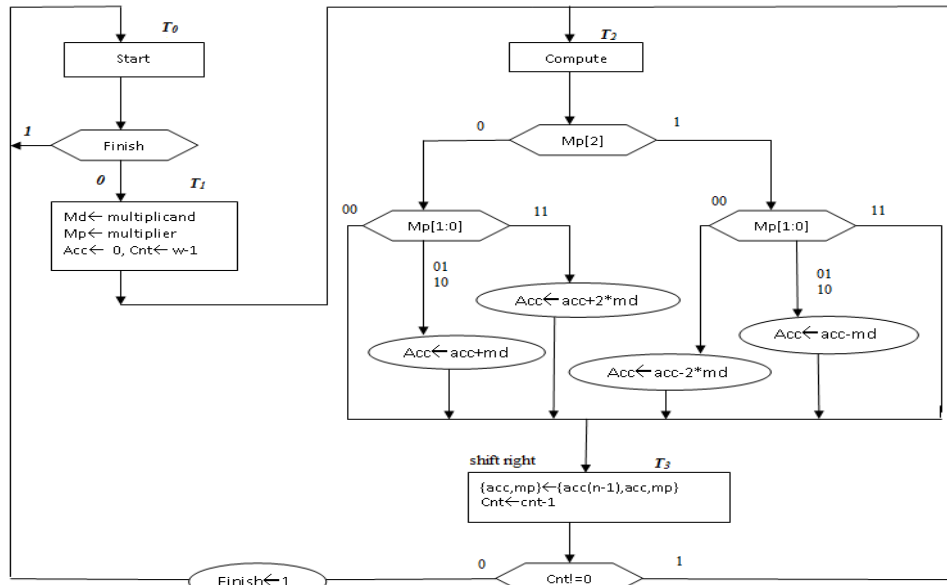 T0
Start
1
Finish
0
T1
Md← multiplicand
Mp← multiplier
Acc← 0, Cnt← w-1
T2
Compute
0
Mp[2]
1
00
Mp[1:0]
11
00
Mp[1:0]
11
01
10
01
10
Acc←acc+2*md
Acc←acc-md
Acc←acc+md
Acc←acc-2*md
shift right
T3
{acc,mp}←{acc(n-1),acc,mp}
Cnt←cnt-1
0
1
Finish←1
Cnt!=0